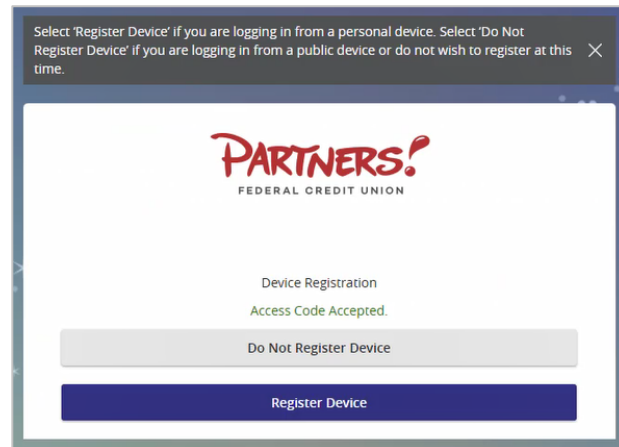 Select ‘Register Device’ if you are logging in from a personal device. Select ‘Do Not
Register Device’ if you are logging in from a public device or do not wish to register at this
time.
PARTNERS!
FEDERAL CREDIT UNION
Device Registration
Access Code Accepted.
Do Not Register Device
Register Device